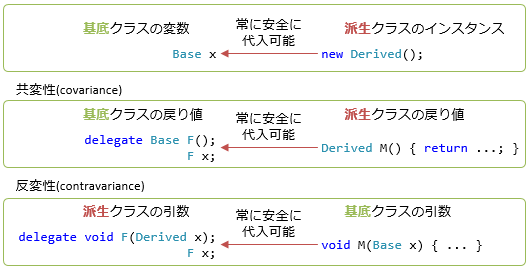 基底クラスの変数
常に安全に
代入可能
派生クラスのインスタンス
Base x
new Derived();
共変性(covariance)
基底クラスの戻り値
常に安全に
代入可能
派生クラスの戻り値
delegate Base F();
F x;
Derived M() { return ...; }
反変性(contravariance)
派生クラスの引数
常に安全に
代入可能
基底クラスの引数
delegate void F(Derived x);
F x;
void M(Base x) { ... }